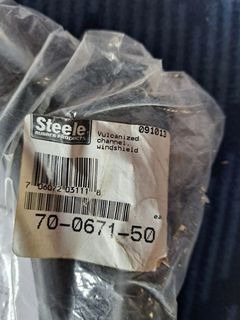 Steele
RUBBER PRODUCTS
091013
Vulcanized
channel,
windshield
7 06072 03111 6
ea
70-0671-50